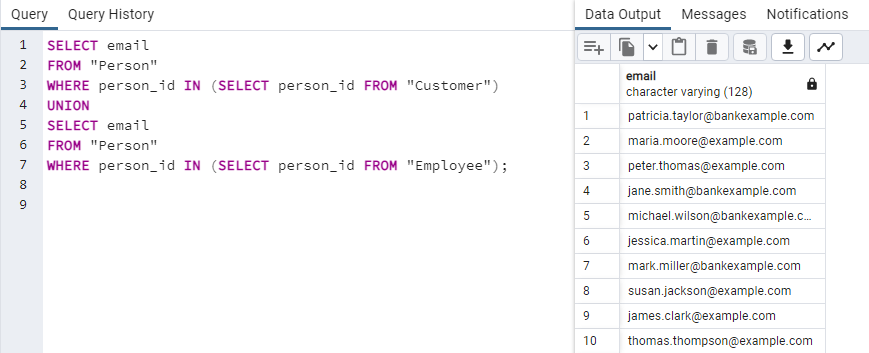 Query Query History
1 SELECT email
2 FROM "Person"
3 WHERE person_id IN (SELECT person_id FROM "Customer")
4 UNION
5 SELECT email
6 FROM "Person"
7 WHERE person_id IN (SELECT person_id FROM "Employee");
8
9
Data Output Messages Notifications
email
character varying (128)
1 patricia.taylor@bankexample.com
2 maria.moore@example.com
3 peter.thomas@example.com
4 jane.smith@bankexample.com
5 michael.wilson@bankexample.c...
6 jessica.martin@example.com
7 mark.miller@bankexample.com
8 susan.jackson@example.com
9 james.clark@example.com
10 thomas.thompson@example.com